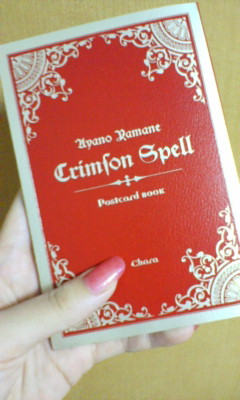 Ayano Yamane
Crimson Spell
Postcard BOOK
Chara